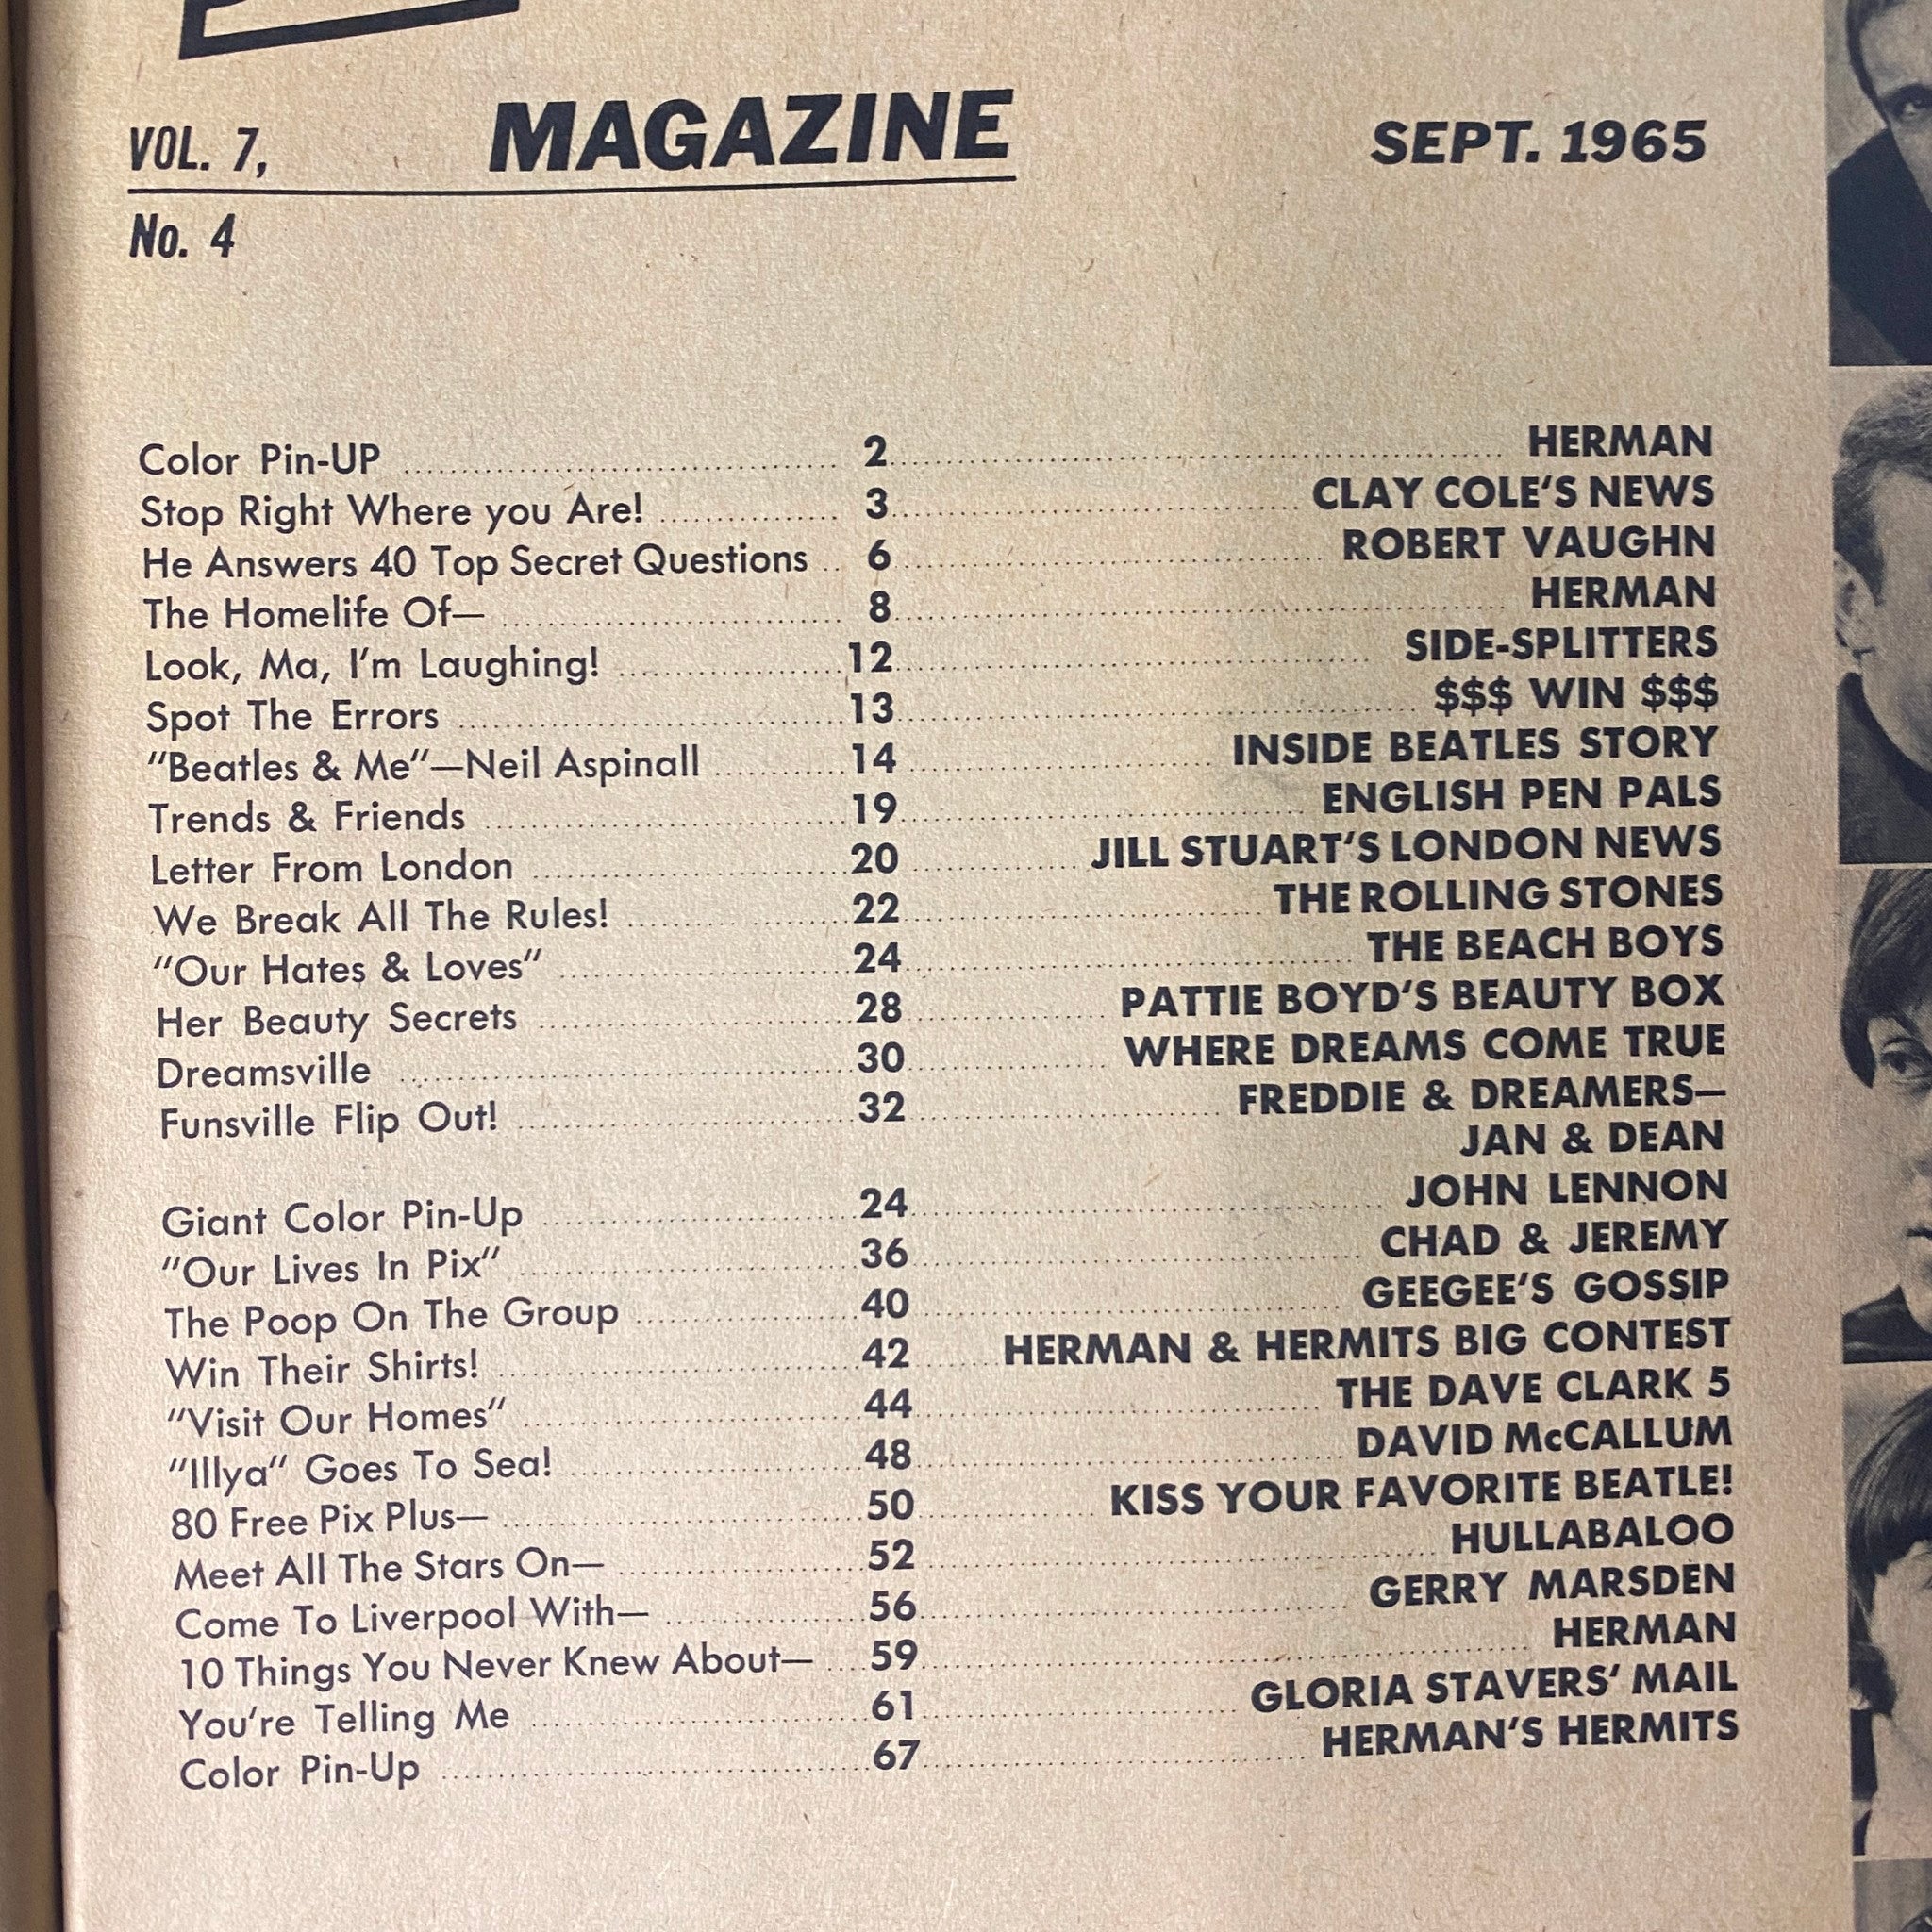 MAGAZINE
VOL. 7,
SEPT. 1965
No. 4
Color Pin-UP 2 HERMAN
Stop Right Where you Are! 3 CLAY COLE'S NEWS
He Answers 40 Top Secret Questions 6 ROBERT VAUGHN
The Homelife Of— 8 HERMAN
Look, Ma, I'm Laughing! 12 SIDE-SPLITTERS
Spot The Errors 13 $$$ WIN $$$
"Beatles & Me"—Neil Aspinall 14 INSIDE BEATLES STORY
Trends & Friends 19 ENGLISH PEN PALS
Letter From London 20 JILL STUART'S LONDON NEWS
We Break All The Rules! 22 THE ROLLING STONES
"Our Hates & Loves" 24 THE BEACH BOYS
Her Beauty Secrets 28 PATTIE BOYD'S BEAUTY BOX
Dreamsville 30 WHERE DREAMS COME TRUE
Funsville Flip Out! 32 FREDDIE & DREAMERS—
JAN & DEAN
Giant Color Pin-Up 24 JOHN LENNON
"Our Lives In Pix" 36 CHAD & JEREMY
The Poop On The Group 40 GEEGEE'S GOSSIP
Win Their Shirts! 42 HERMAN & HERMITS BIG CONTEST
"Visit Our Homes" 44 THE DAVE CLARK 5
"Illya" Goes To Sea! 48 DAVID McCALLUM
80 Free Pix Plus— 50 KISS YOUR FAVORITE BEATLE!
Meet All The Stars On— 52 HULLABALOO
Come To Liverpool With— 56 GERRY MARSDEN
10 Things You Never Knew About— 59 HERMAN
You're Telling Me 61 GLORIA STAVERS' MAIL
Color Pin-Up 67 HERMAN'S HERMITS